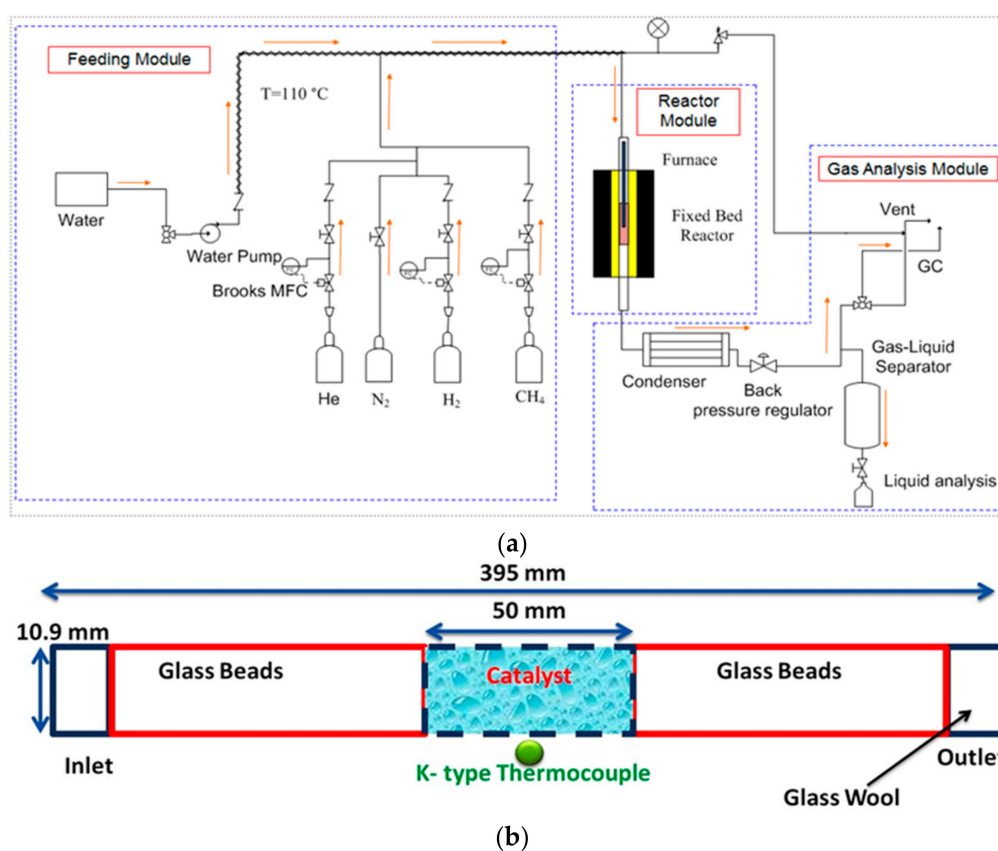 Feeding Module
T=110 °C
Water
Water Pump
Brooks MFC
He
N₂
H₂
CH₄
Reactor
Module
Furnace
Fixed Bed
Reactor
Gas Analysis Module
Vent
GC
Condenser
Back
pressure regulator
Gas-Liquid
Separator
Liquid analysis
(a)
395 mm
50 mm
10.9 mm
Glass Beads
Catalyst
Glass Beads
Inlet
K- type Thermocouple
Outlet
Glass Wool
(b)